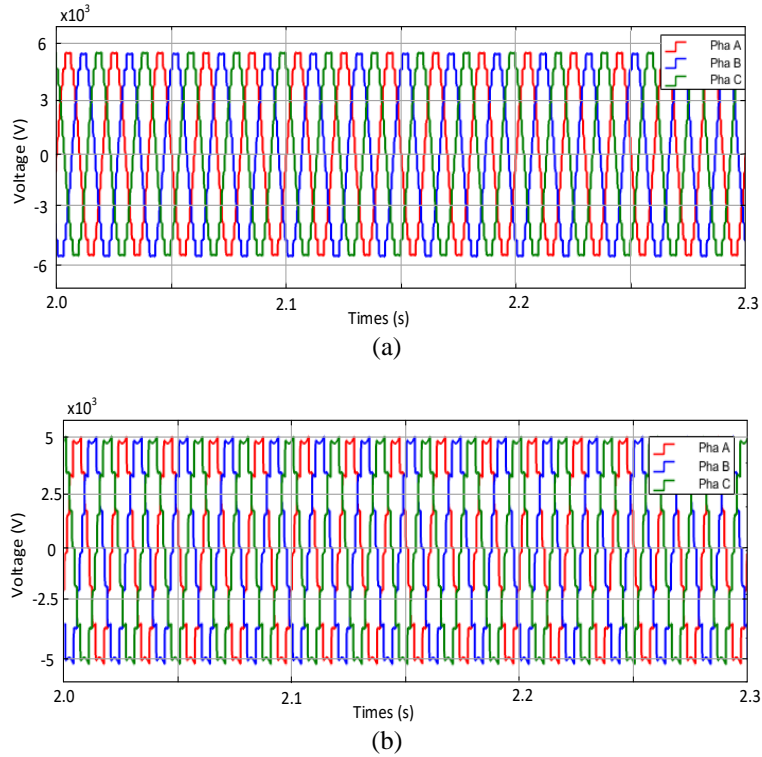 x10³
6
3
0
-3
-6
Voltage (V)
Pha A
Pha B
Pha C
2.0
2.1
2.2
2.3
Times (s)
(a)
x10³
5
2.5
0
-2.5
-5
Voltage (V)
Pha A
Pha B
Pha C
2.0
2.1
2.2
2.3
Times (s)
(b)